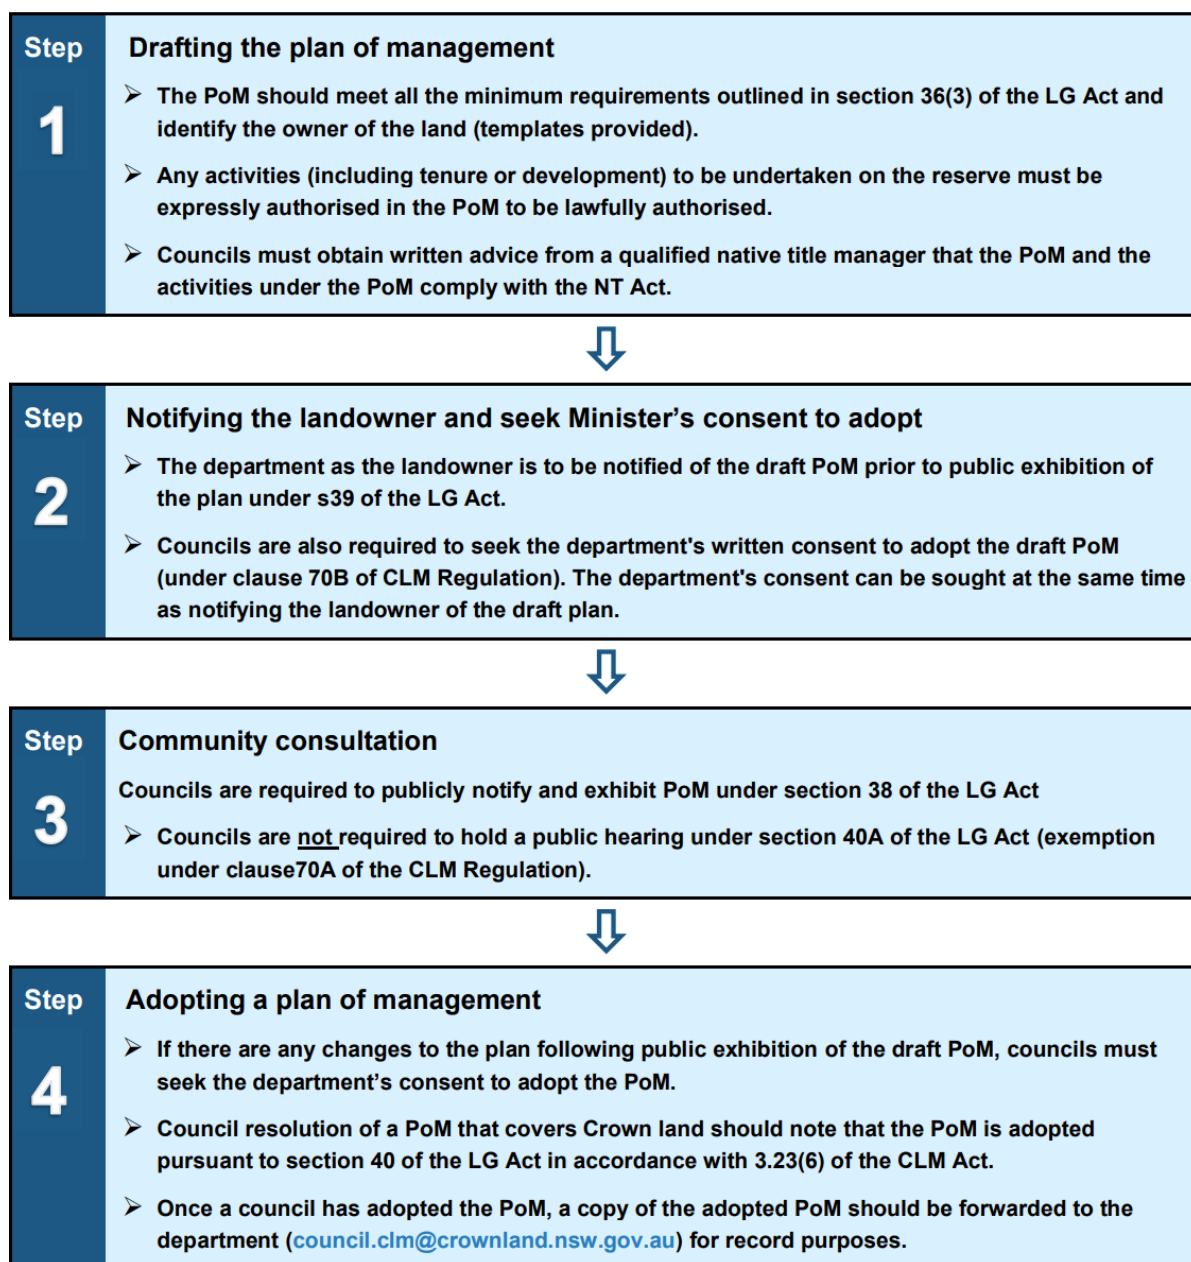 Step
1
Drafting the plan of management
➢ The PoM should meet all the minimum requirements outlined in section 36(3) of the LG Act and
identify the owner of the land (templates provided).
➢ Any activities (including tenure or development) to be undertaken on the reserve must be
expressly authorised in the PoM to be lawfully authorised.
➢ Councils must obtain written advice from a qualified native title manager that the PoM and the
activities under the PoM comply with the NT Act.
Step
2
Notifying the landowner and seek Minister’s consent to adopt
➢ The department as the landowner is to be notified of the draft PoM prior to public exhibition of
the plan under s39 of the LG Act.
➢ Councils are also required to seek the department's written consent to adopt the draft PoM
(under clause 70B of CLM Regulation). The department's consent can be sought at the same time
as notifying the landowner of the draft plan.
Step
3
Community consultation
Councils are required to publicly notify and exhibit PoM under section 38 of the LG Act
➢ Councils are not required to hold a public hearing under section 40A of the LG Act (exemption
under clause70A of the CLM Regulation).
Step
4
Adopting a plan of management
➢ If there are any changes to the plan following public exhibition of the draft PoM, councils must
seek the department’s consent to adopt the PoM.
➢ Council resolution of a PoM that covers Crown land should note that the PoM is adopted
pursuant to section 40 of the LG Act in accordance with 3.23(6) of the CLM Act.
➢ Once a council has adopted the PoM, a copy of the adopted PoM should be forwarded to the
department (council.clm@crownland.nsw.gov.au) for record purposes.